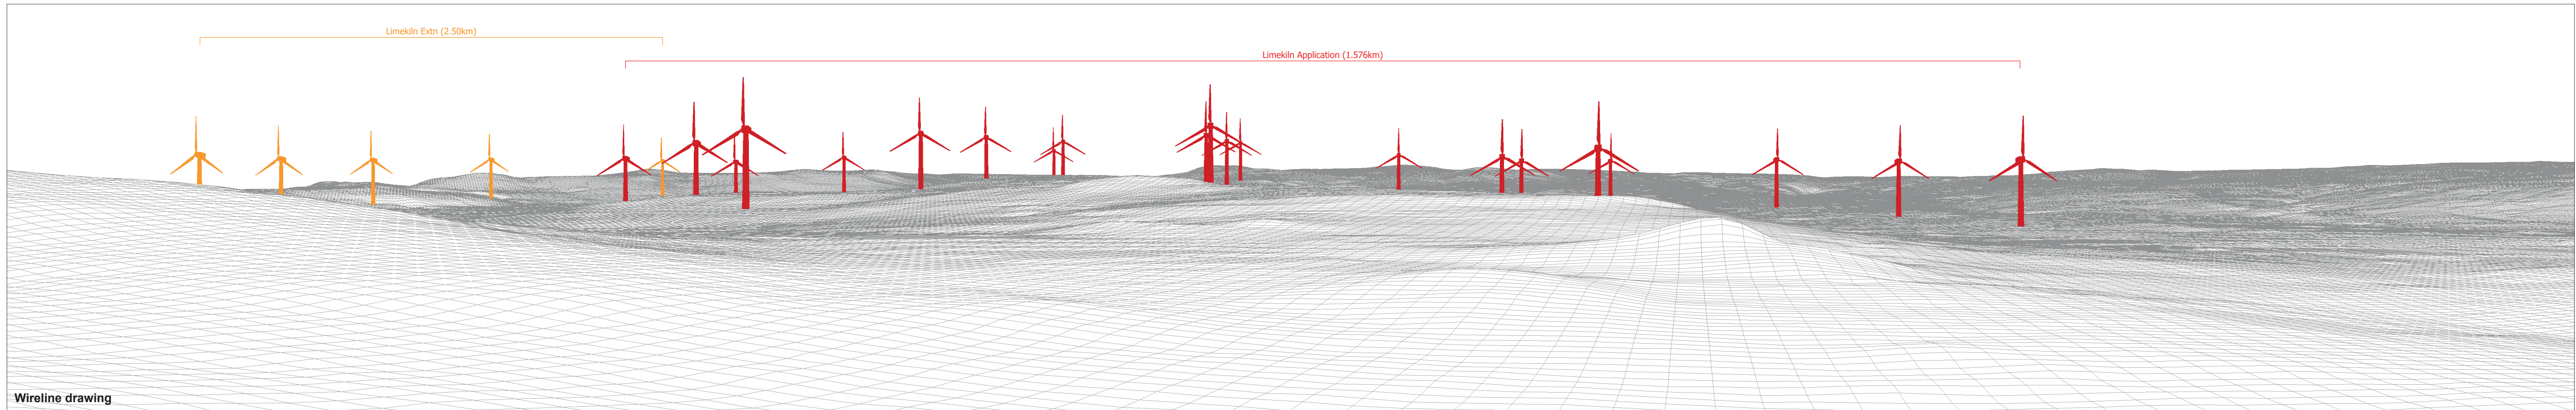 Limekiln Extn (2.50km)
Limekiln Application (1.576km)
Wireline drawing